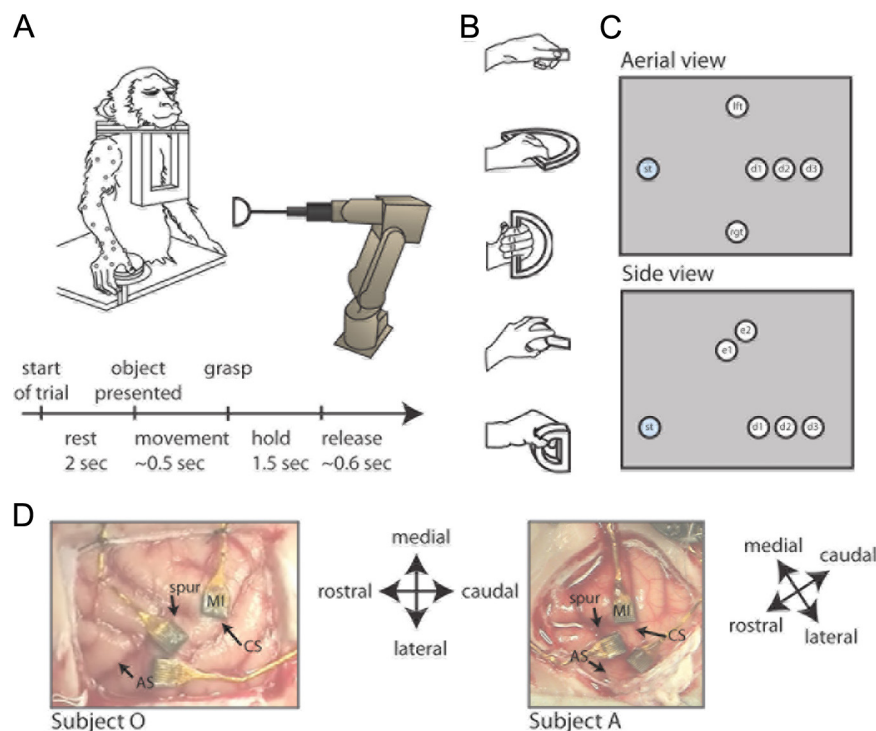 A
B
C
Aerial view
lft
st
d1 d2 d3
rgt
Side view
e2
e1
st
d1 d2 d3
start
of trial
object
presented
grasp
rest
2 sec
movement
~0.5 sec
hold
1.5 sec
release
~0.6 sec
D
spur
MI
CS
AS
Subject O
medial
rostral
caudal
lateral
spur
MI
CS
AS
Subject A
medial
caudal
rostral
lateral